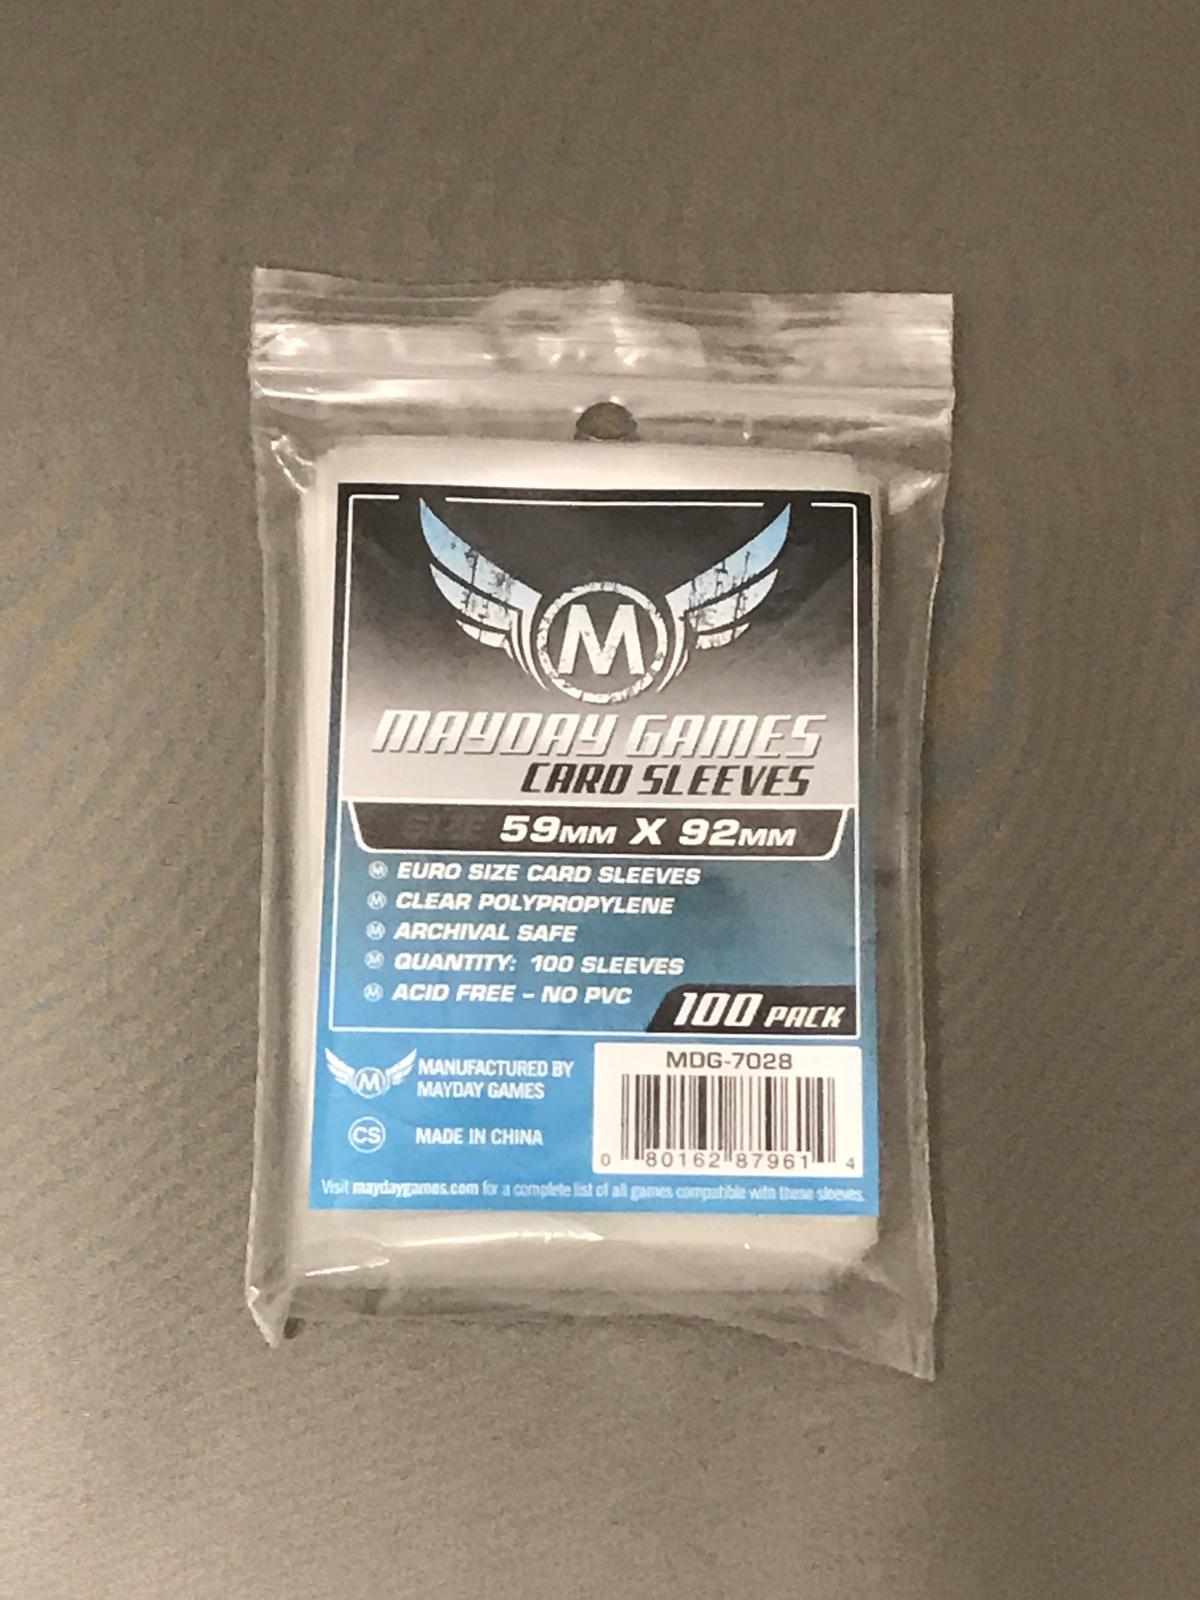 M
MAYDAY GAMES
CARD SLEEVES
SIZE 59MM X 92MM
M EURO SIZE CARD SLEEVES
M CLEAR POLYPROPYLENE
M ARCHIVAL SAFE
M QUANTITY: 100 SLEEVES
M ACID FREE - NO PVC
100 PACK
M MANUFACTURED BY
MAYDAY GAMES
CS MADE IN CHINA
MDG-7028
0 80162 87961 4
Visit maydaygames.com for a complete list of all games compatible with these sleeves.